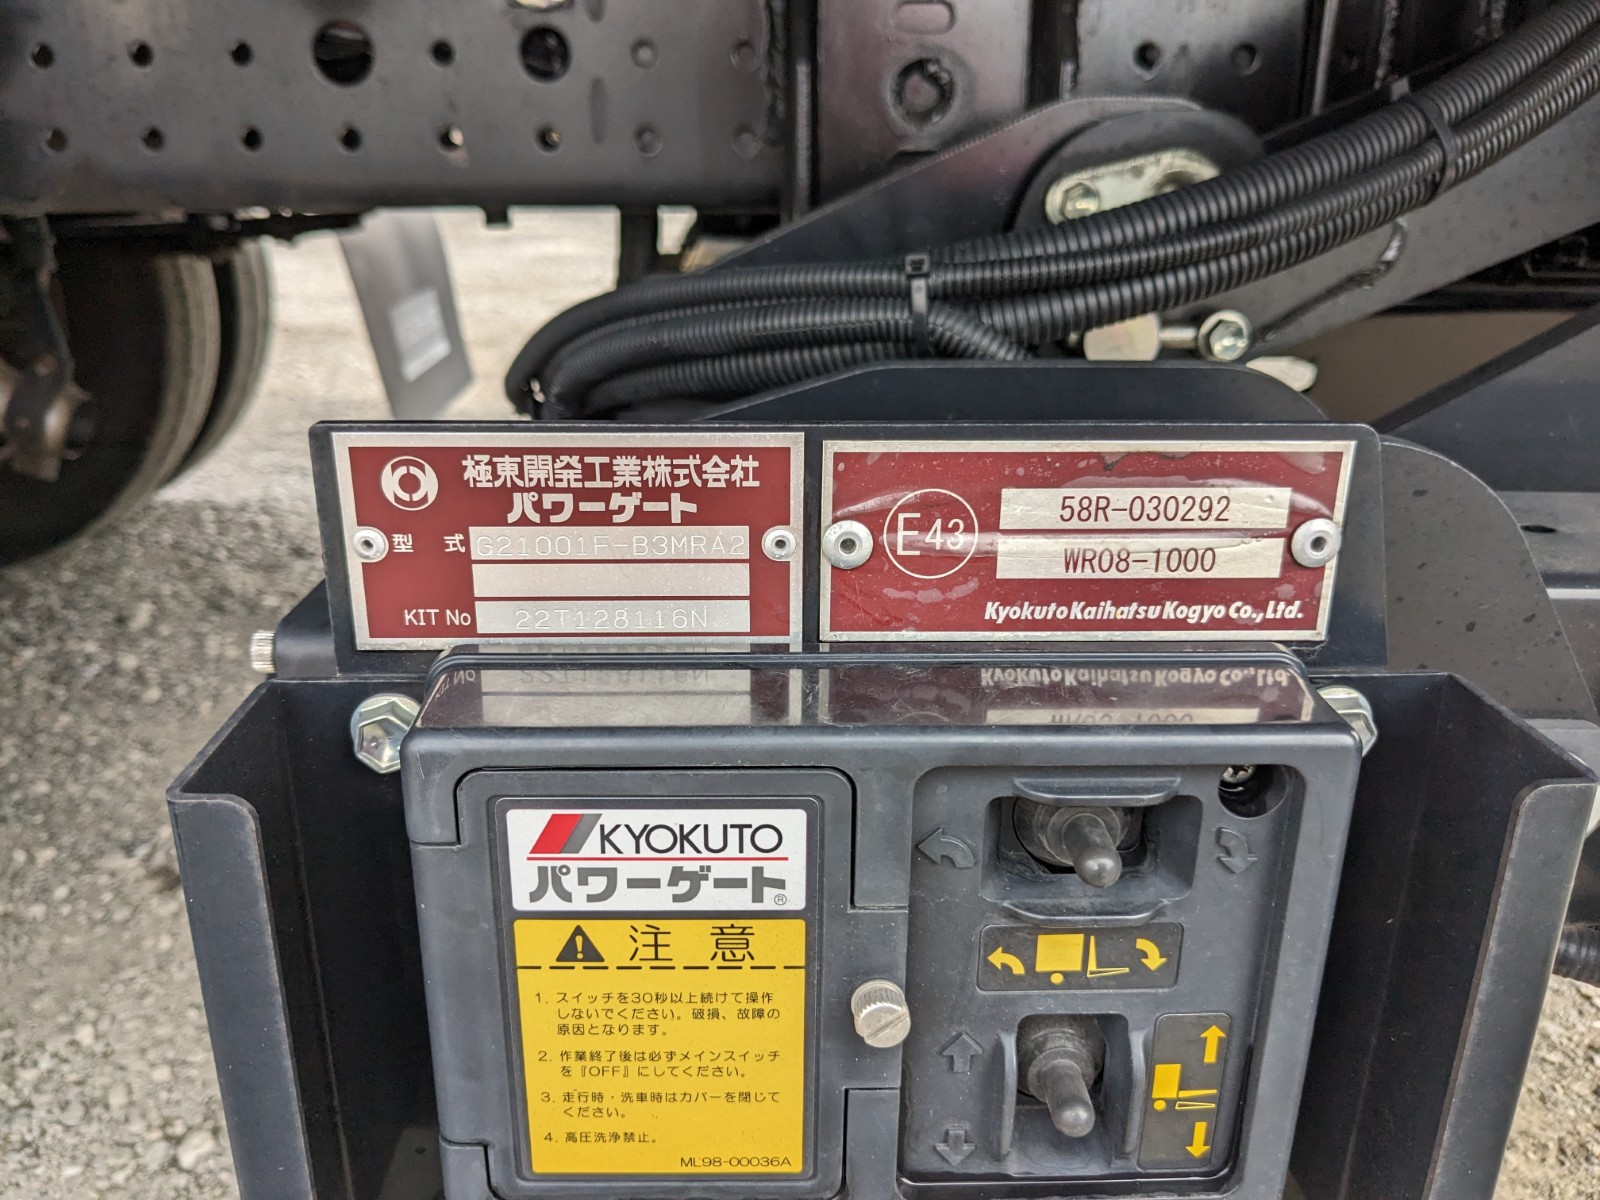 極東開発工業株式会社
パワーゲート
型式 G21001F-B3MRA2
KIT No 22T128116N
E43
58R-030292
WR08-1000
Kyokuto Kaihatsu Kogyo Co., Ltd.
KYOKUTO
パワーゲート®
注意
1. スイッチを30秒以上続けて操作
しないでください。破損、故障の
原因となります。
2. 作業終了後は必ずメインスイッチ
を『OFF』にしてください。
3. 走行時・洗車時はカバーを閉じて
ください。
4. 高圧洗浄禁止。
ML98-00036A